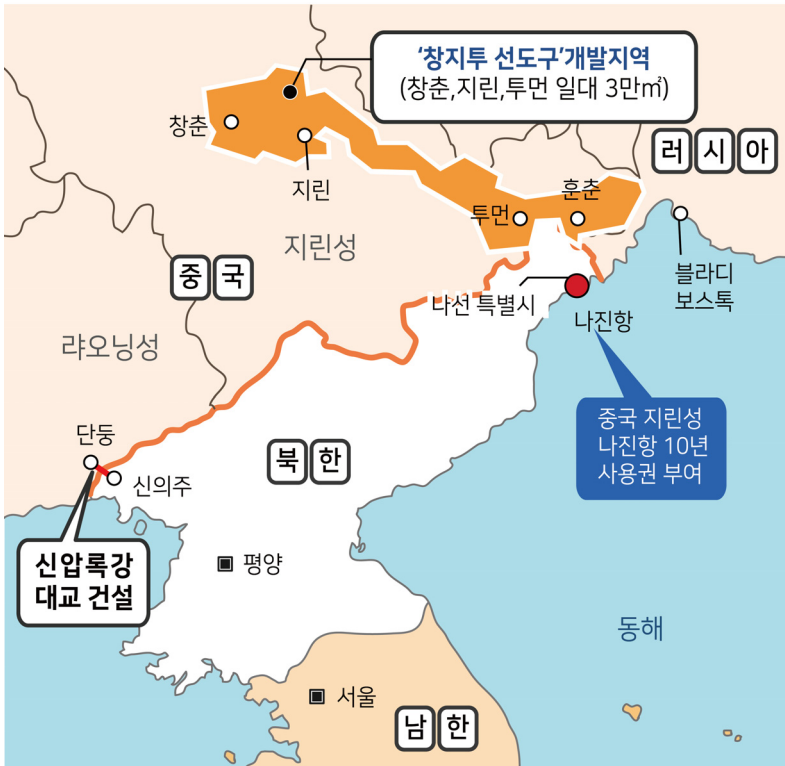 '창지투 선도구'개발지역
(창춘,지린,투먼 일대 3만㎡)
창춘
지린
러시아
훈춘
투먼
지린성
블라디
보스톡
중국
나선 특별시
나진항
랴오닝성
중국 지린성
나진항 10년
사용권 부여
단둥
북한
신의주
신압록강
대교 건설
평양
동해
서울
남한